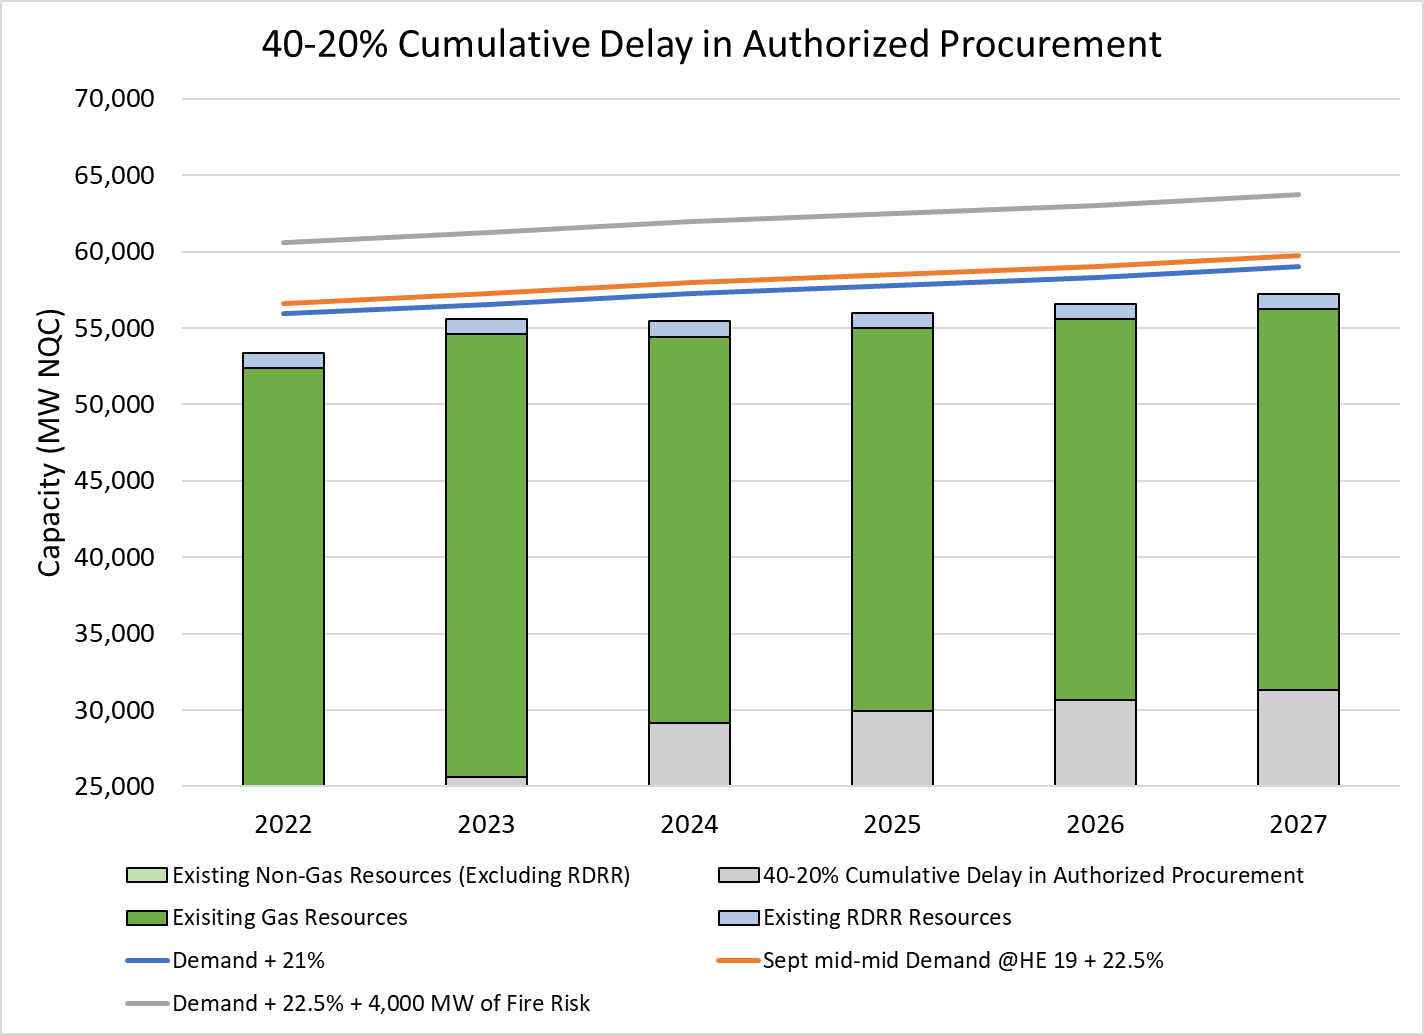 40-20% Cumulative Delay in Authorized Procurement
70,000
65,000
60,000
55,000
50,000
45,000
40,000
35,000
30,000
25,000
Capacity (MW NQC)
2022 2023 2024 2025 2026 2027
Existing Non-Gas Resources (Excluding RDRR)
40-20% Cumulative Delay in Authorized Procurement
Exisiting Gas Resources
Existing RDRR Resources
Demand + 21%
Sept mid-mid Demand @HE 19 + 22.5%
Demand + 22.5% + 4,000 MW of Fire Risk